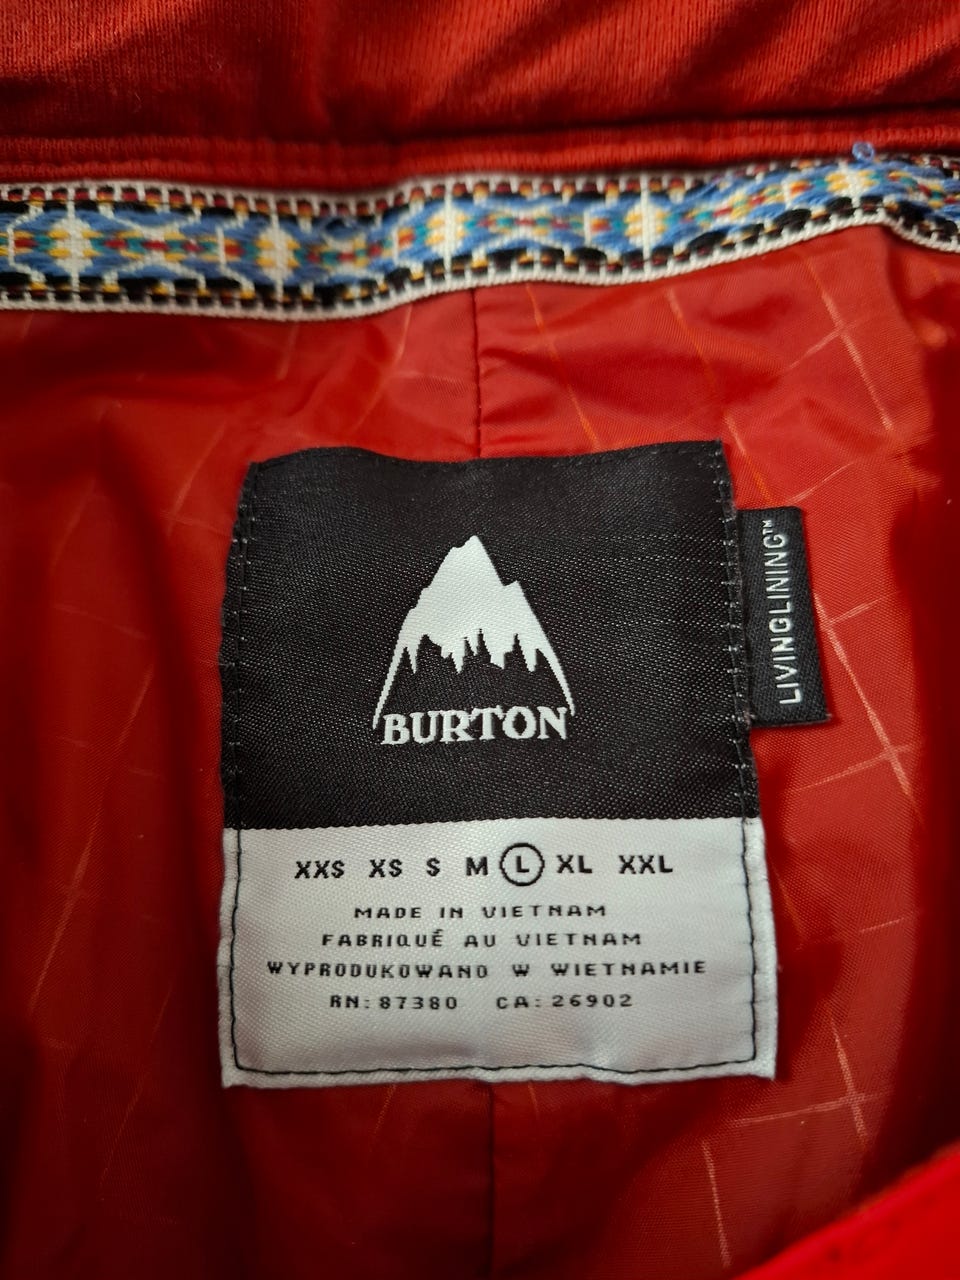 BURTON
LIVINGLINING™
XXS XS S M L XL XXL
MADE IN VIETNAM
FABRIQUÉ AU VIETNAM
WYPRODUKOWANO W WIETNAMIE
RN: 87380 CA: 26902